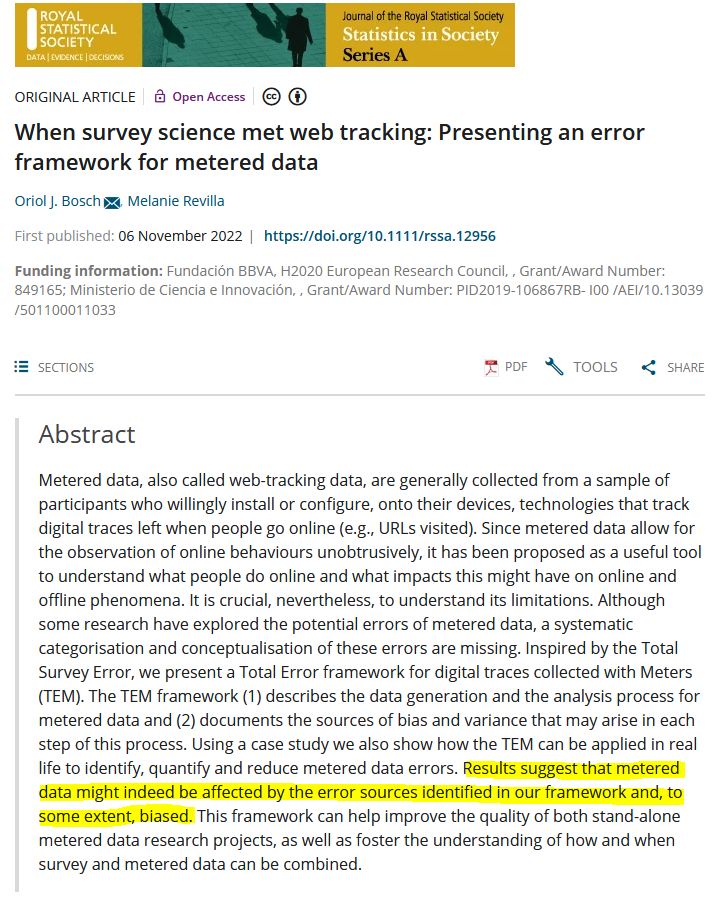 ROYAL
STATISTICAL
SOCIETY
DATA | EVIDENCE | DECISIONS
Journal of the Royal Statistical Society
Statistics in Society
Series A
ORIGINAL ARTICLE
Open Access
cc
When survey science met web tracking: Presenting an error
framework for metered data
Oriol J. Bosch, Melanie Revilla
First published: 06 November 2022 | https://doi.org/10.1111/rssa.12956
Funding information: Fundación BBVA, H2020 European Research Council, , Grant/Award Number:
849165; Ministerio de Ciencia e Innovación, , Grant/Award Number: PID2019-106867RB- I00 /AEI/10.13039
/501100011033
SECTIONS
PDF
TOOLS
SHARE
Abstract
Metered data, also called web-tracking data, are generally collected from a sample of
participants who willingly install or configure, onto their devices, technologies that track
digital traces left when people go online (e.g., URLs visited). Since metered data allow for
the observation of online behaviours unobtrusively, it has been proposed as a useful tool
to understand what people do online and what impacts this might have on online and
offline phenomena. It is crucial, nevertheless, to understand its limitations. Although
some research have explored the potential errors of metered data, a systematic
categorisation and conceptualisation of these errors are missing. Inspired by the Total
Survey Error, we present a Total Error framework for digital traces collected with Meters
(TEM). The TEM framework (1) describes the data generation and the analysis process for
metered data and (2) documents the sources of bias and variance that may arise in each
step of this process. Using a case study we also show how the TEM can be applied in real
life to identify, quantify and reduce metered data errors. Results suggest that metered
data might indeed be affected by the error sources identified in our framework and, to
some extent, biased. This framework can help improve the quality of both stand-alone
metered data research projects, as well as foster the understanding of how and when
survey and metered data can be combined.